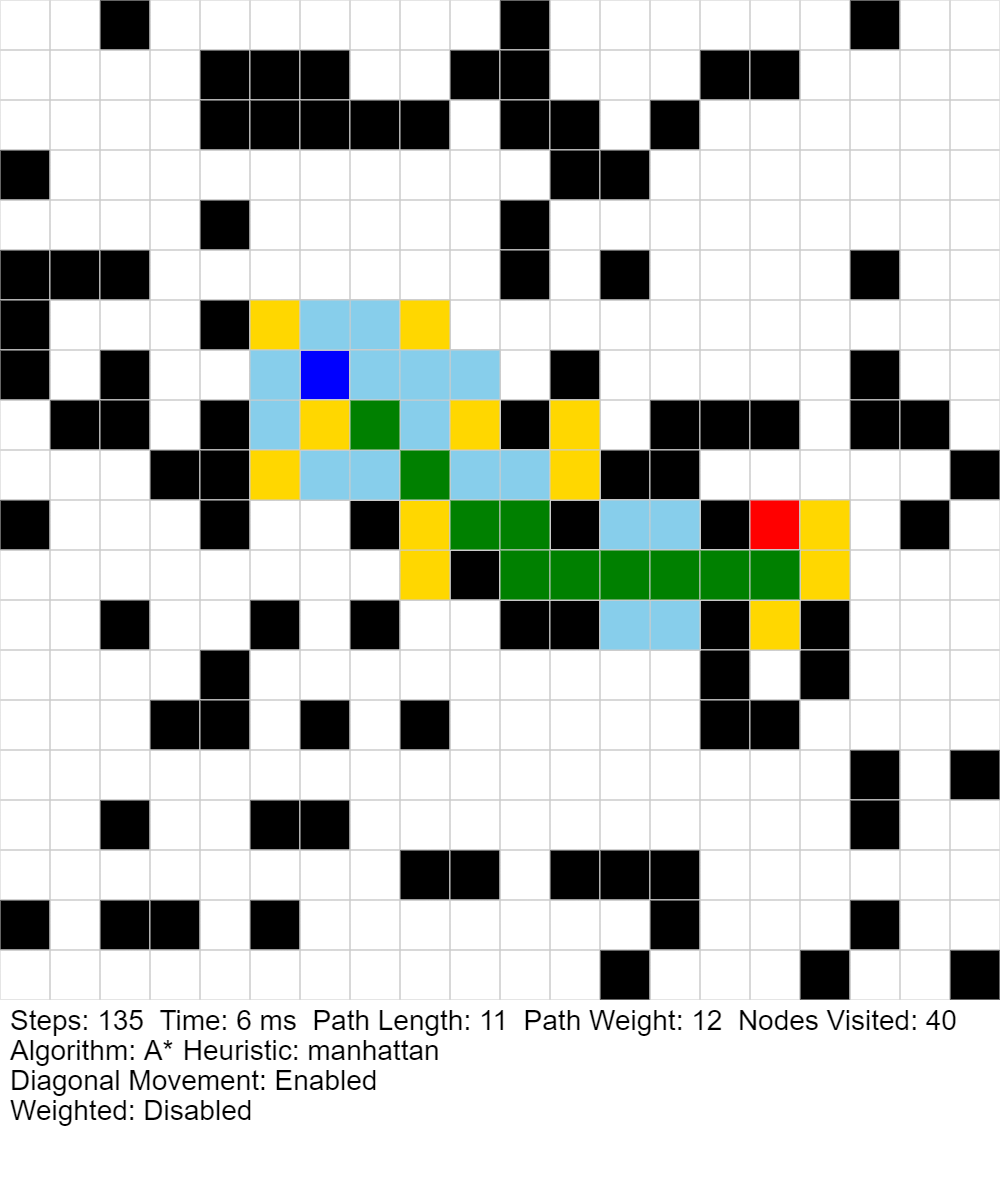 Steps: 135  Time: 6 ms  Path Length: 11  Path Weight: 12  Nodes Visited: 40
Algorithm: A* Heuristic: manhattan
Diagonal Movement: Enabled
Weighted: Disabled